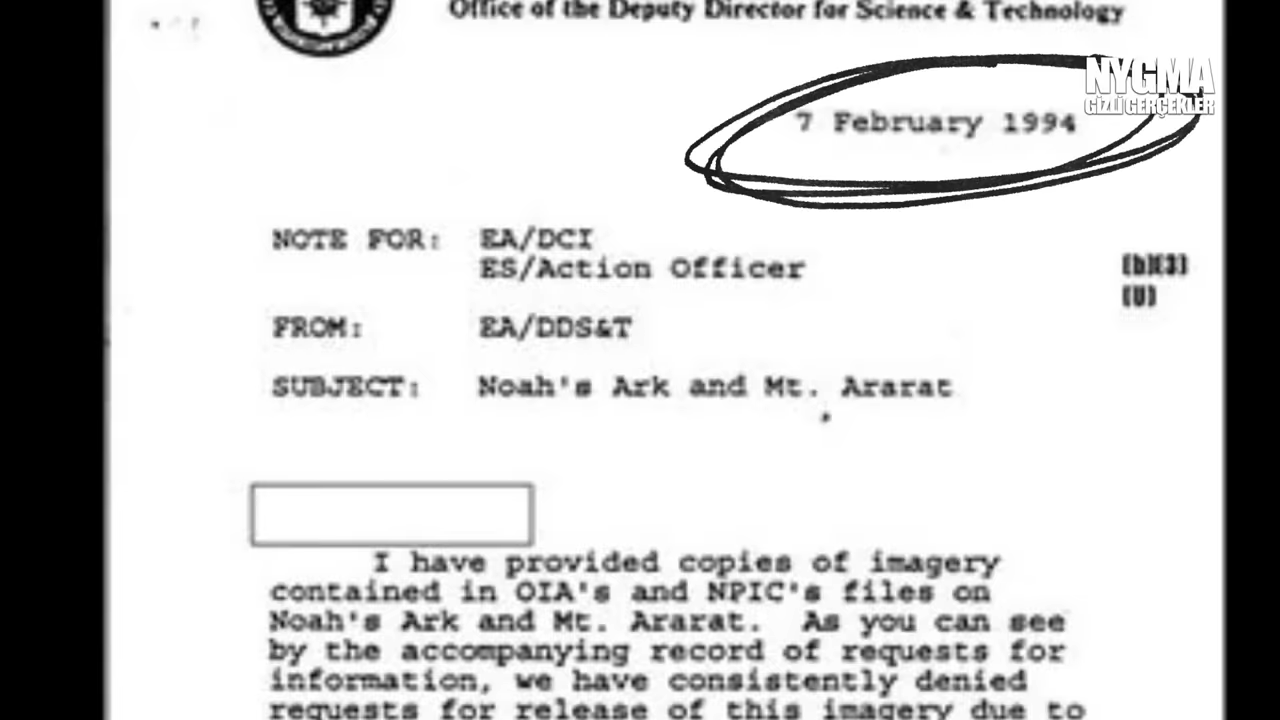 Office of the Deputy Director for Science & Technology
NYGMA
GİZLİ GERÇEKLER
7 February 1994
NOTE FOR: EA/DCI
ES/Action Officer
(b)(3)
(U)
FROM: EA/DDS&T
SUBJECT: Noah's Ark and Mt. Ararat
I have provided copies of imagery
contained in OIA's and NPIC's files on
Noah's Ark and Mt. Ararat. As you can see
by the accompanying record of requests for
information, we have consistently denied
requests for release of this imagery due to